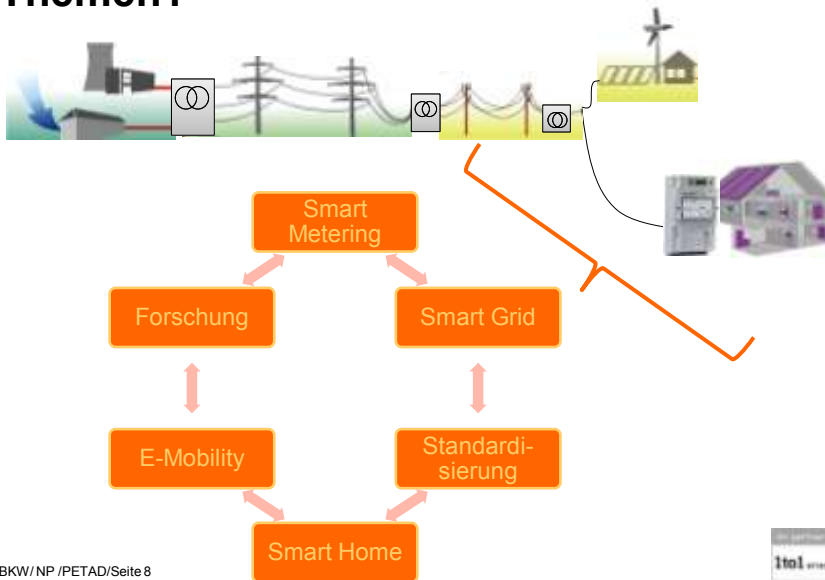 Themen?
Smart
Metering
Forschung
Smart Grid
E-Mobility
Standardi-
sierung
Smart Home
BKW/ NP /PETAD/Seite 8
1to1